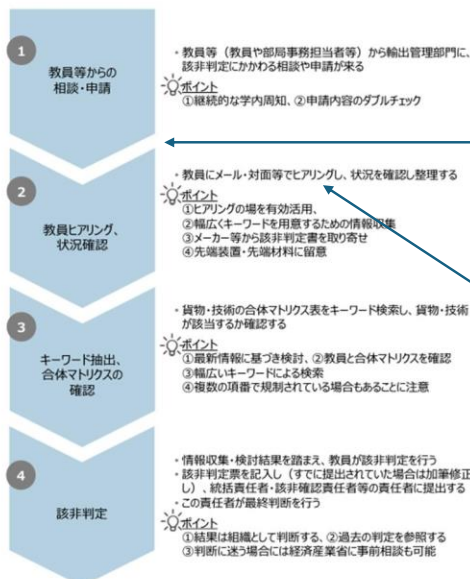 1
教員等からの
相談・申請
・教員等（教員や部局事務担当者等）から輸出管理部門に、
該非判定にかかわる相談や申請が来る
ポイント
①継続的な学内周知、②申請内容のダブルチェック
2
教員ヒアリング、
状況確認
・教員にメール・対面等でヒアリングし、状況を確認し整理する
ポイント
①ヒアリングの場を有効活用、
②幅広くキーワードを用意するための情報収集
③メーカー等から該非判定書を取り寄せ
④先端装置・先端材料に留意
3
キーワード抽出、
合体マトリクスの
確認
・貨物・技術の合体マトリクス表をキーワード検索し、貨物・技術
が該当するか確認する
ポイント
①最新情報に基づき検討、②教員と合体マトリクスを確認
③幅広いキーワードによる検索
④複数の項番で規制されている場合もあることに注意
4
該非判定
・情報収集・検討結果を踏まえ、教員が該非判定を行う
・該非判定票を記入し（すでに提出されていた場合は加筆修正
し）、統括責任者・該非確認責任者等の責任者に提出する
・この責任者が最終判断を行う
ポイント
①結果は組織として判断する、②過去の判定を参照する
③判断に迷う場合には経済産業省に事前相談も可能